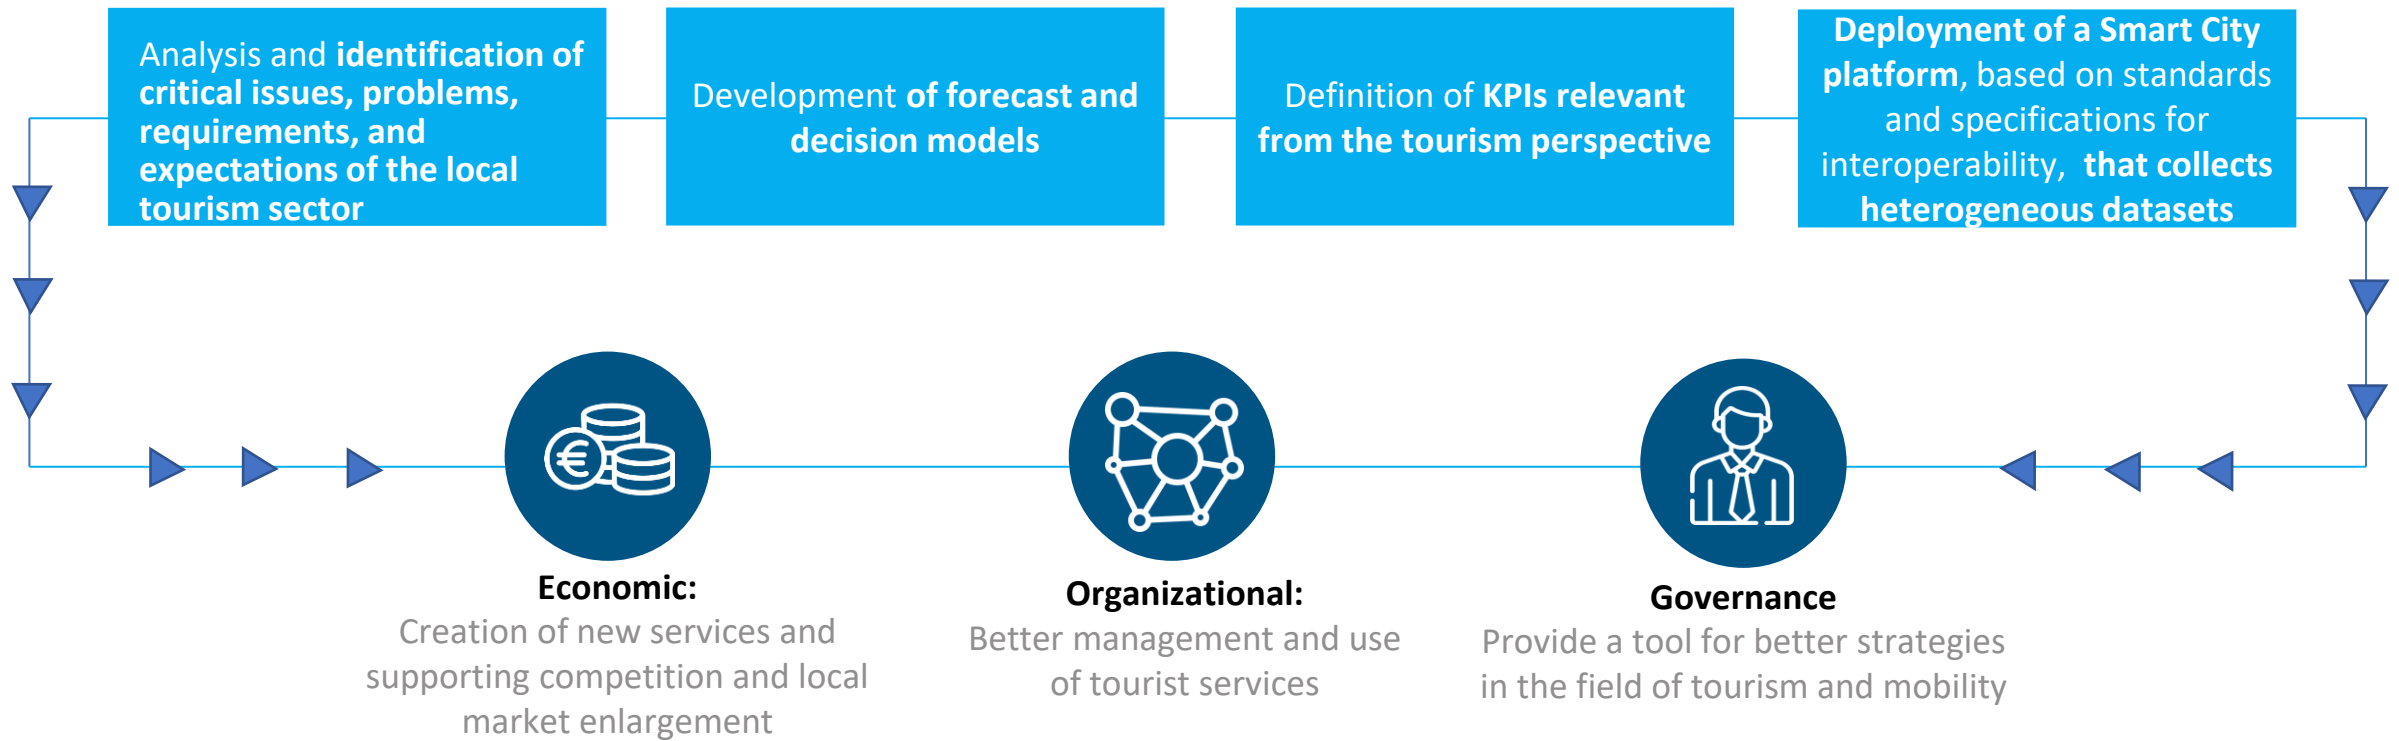 Analysis and identification of
critical issues, problems,
requirements, and
expectations of the local
tourism sector
Development of forecast and
decision models
Definition of KPIs relevant
from the tourism perspective
Deployment of a Smart City
platform, based on standards
and specifications for
interoperability, that collects
heterogeneous datasets
€
Economic:
Creation of new services and
supporting competition and local
market enlargement
Organizational:
Better management and use
of tourist services
Governance
Provide a tool for better strategies
in the field of tourism and mobility